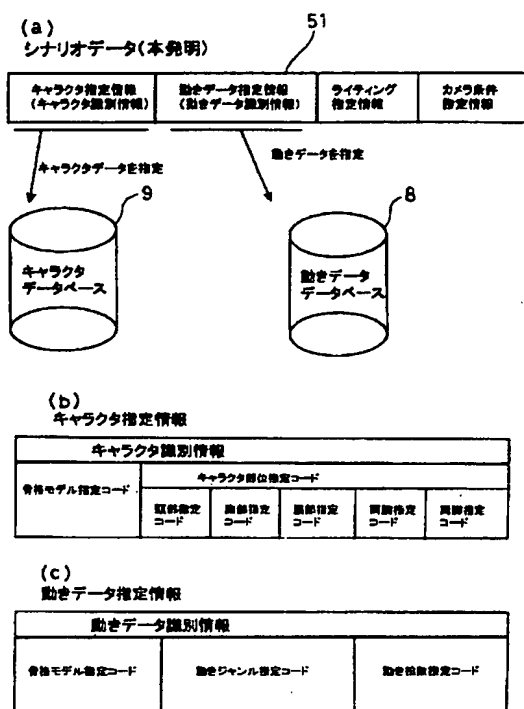 (a)
シナリオデータ(本発明)
51
キャラクタ指定情報
(キャラクタ識別情報)
動きデータ指定情報
(動きデータ識別情報)
ライティング
指定情報
カメラ条件
指定情報
キャラクタデータを指定
動きデータを指定
9
8
キャラクタ
データベース
動きデータ
データベース
(b)
キャラクタ指定情報
キャラクタ識別情報
骨格モデル指定コード
キャラクタ部位指定コード
頭部指定
コード
胸部指定
コード
腰部指定
コード
両腕指定
コード
両脚指定
コード
(c)
動きデータ指定情報
動きデータ識別情報
骨格モデル指定コード
動きジャンル指定コード
指定コード